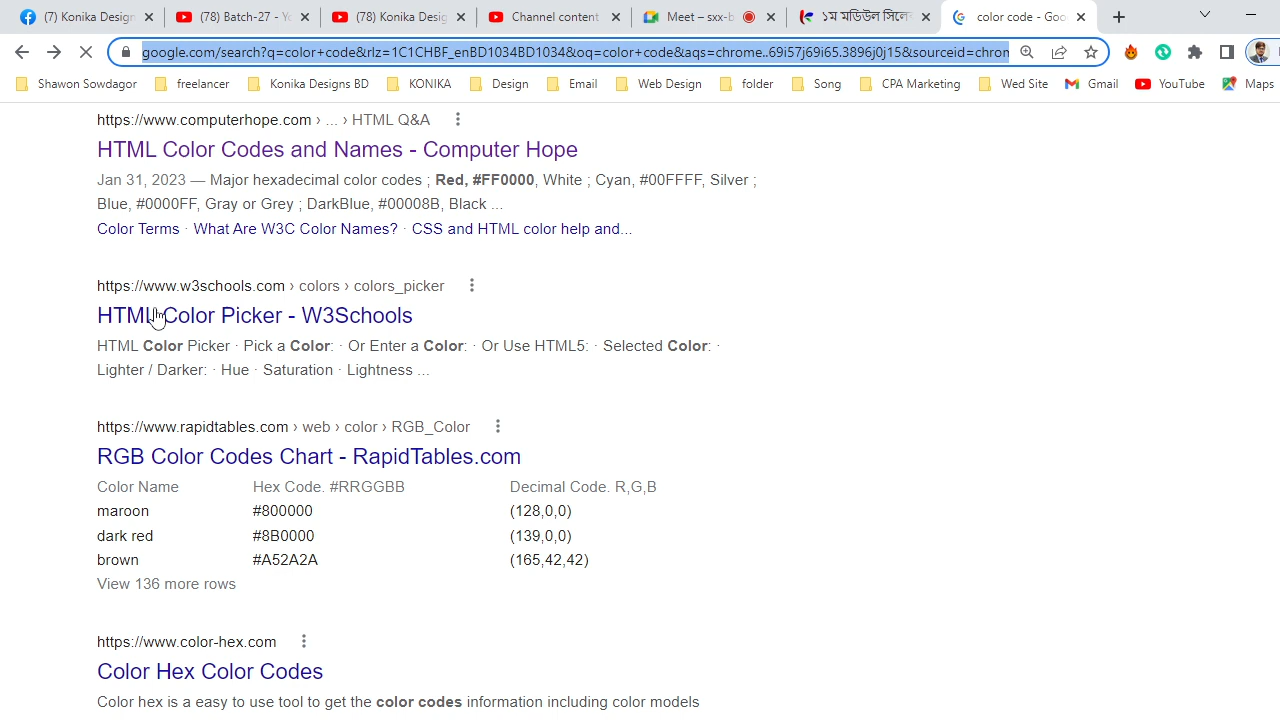 (7) Konika Design
(78) Batch-27 - Yo
(78) Konika Desig
Channel content
Meet – sxx-b
১ম মডিউল সিলে
color code - Goo
google.com/search?q=color+code&rlz=1C1CHBF_enBD1034BD1034&oq=color+code&aqs=chrome..69i57j69i65.3896j0j15&sourceid=chrom
Shawon Sowdagor
freelancer
Konika Designs BD
KONIKA
Design
Email
Web Design
folder
Song
CPA Marketing
Wed Site
Gmail
YouTube
Maps
https://www.computerhope.com › ... › HTML Q&A
HTML Color Codes and Names - Computer Hope
Jan 31, 2023 — Major hexadecimal color codes ; Red, #FF0000, White ; Cyan, #00FFFF, Silver ;
Blue, #0000FF, Gray or Grey ; DarkBlue, #00008B, Black ...
Color Terms · What Are W3C Color Names? · CSS and HTML color help and...
https://www.w3schools.com › colors › colors_picker
HTML Color Picker - W3Schools
HTML Color Picker · Pick a Color: · Or Enter a Color: · Or Use HTML5: · Selected Color: ·
Lighter / Darker: · Hue · Saturation · Lightness ...
https://www.rapidtables.com › web › color › RGB_Color
RGB Color Codes Chart - RapidTables.com
Color Name Hex Code. #RRGGBB Decimal Code. R,G,B
maroon #800000 (128,0,0)
dark red #8B0000 (139,0,0)
brown #A52A2A (165,42,42)
View 136 more rows
https://www.color-hex.com
Color Hex Color Codes
Color hex is a easy to use tool to get the color codes information including color models